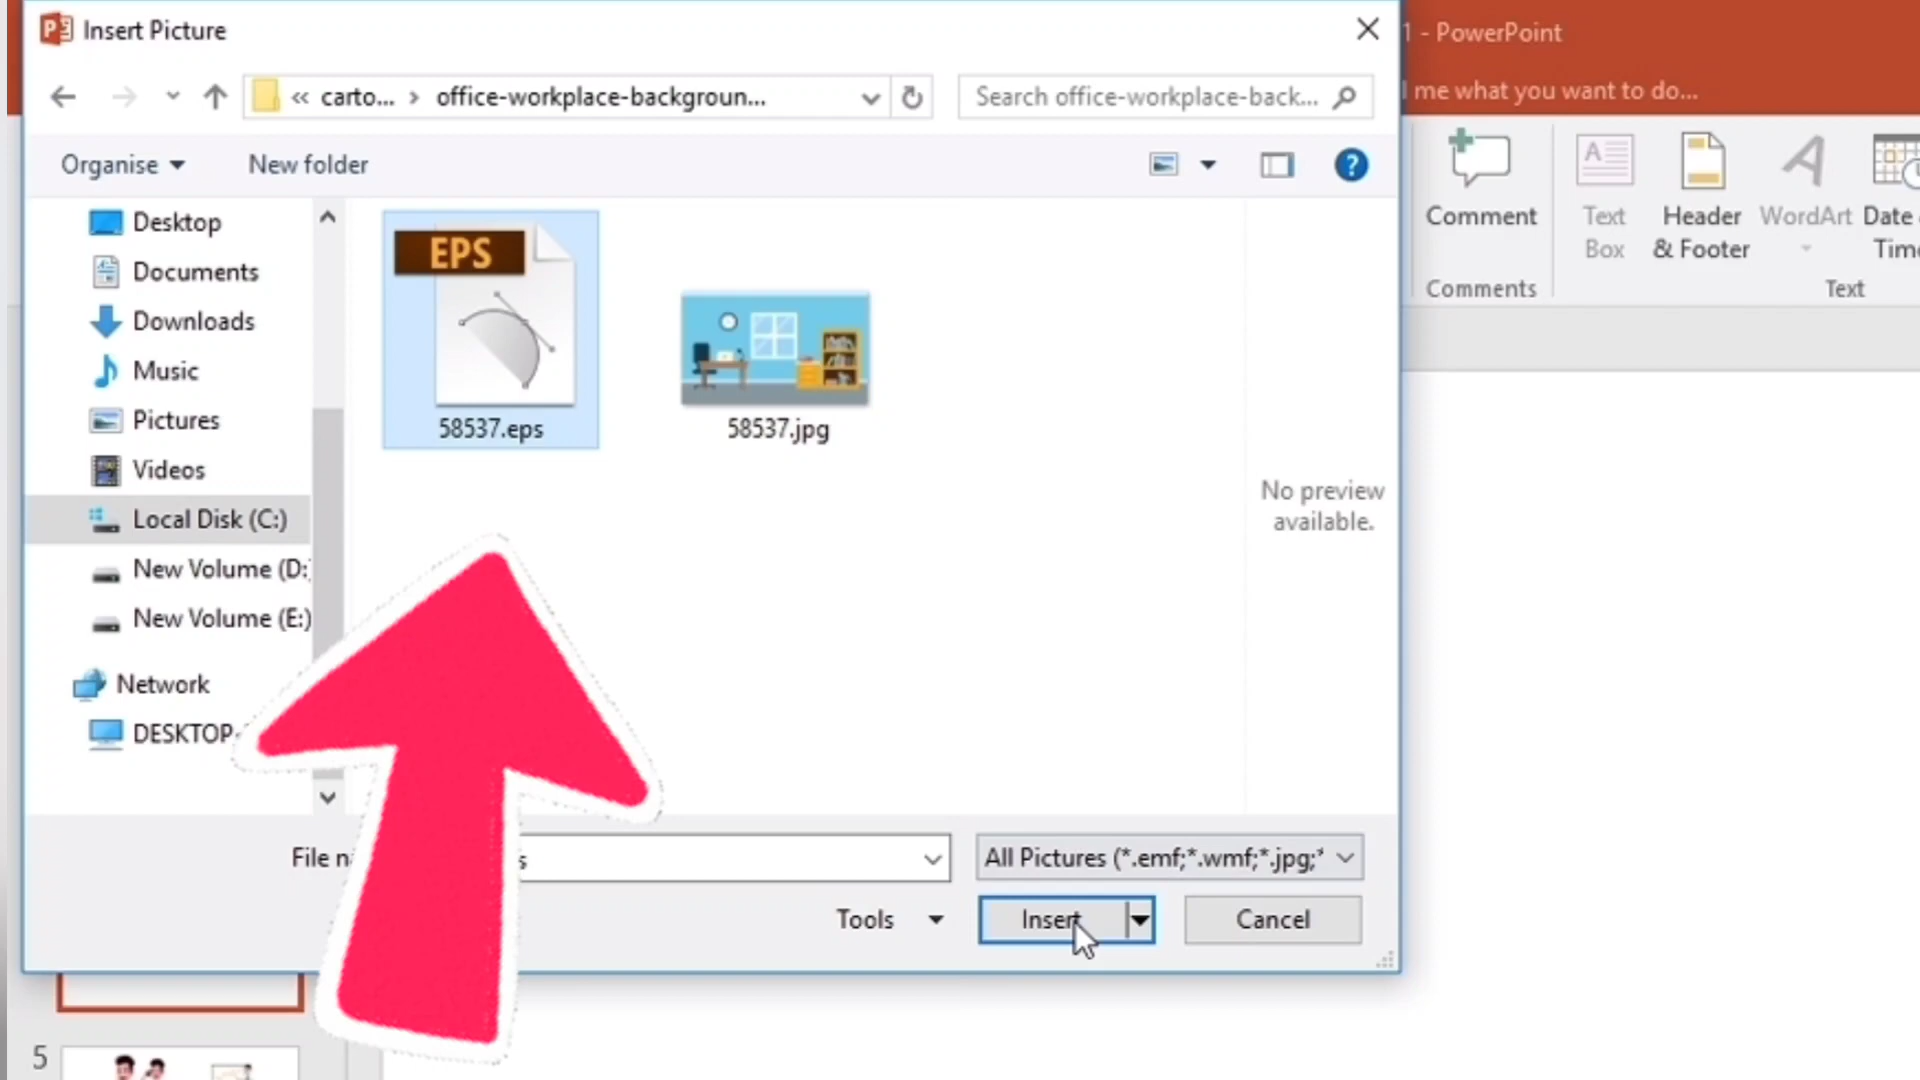 Insert Picture
1 - PowerPoint
« carto... › office-workplace-backgroun...
Search office-workplace-back...
l me what you want to do...
Organise
New folder
?
Comment
Text Box
Header & Footer
WordArt
Date
Time
Comments
Text
Desktop
Documents
Downloads
Music
Pictures
Videos
Local Disk (C:)
New Volume (D:)
New Volume (E:)
Network
DESKTOP-
EPS
58537.eps
58537.jpg
No preview
available.
File n
s
All Pictures (*.emf;*.wmf;*.jpg;*
Tools
Insert
Cancel
5